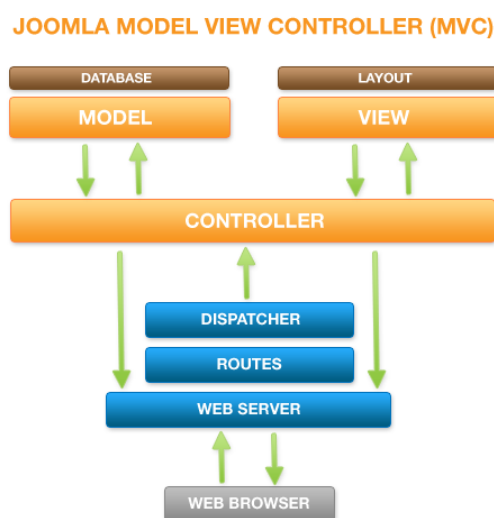 JOOMLA MODEL VIEW CONTROLLER (MVC)
DATABASE
MODEL
LAYOUT
VIEW
CONTROLLER
DISPATCHER
ROUTES
WEB SERVER
WEB BROWSER